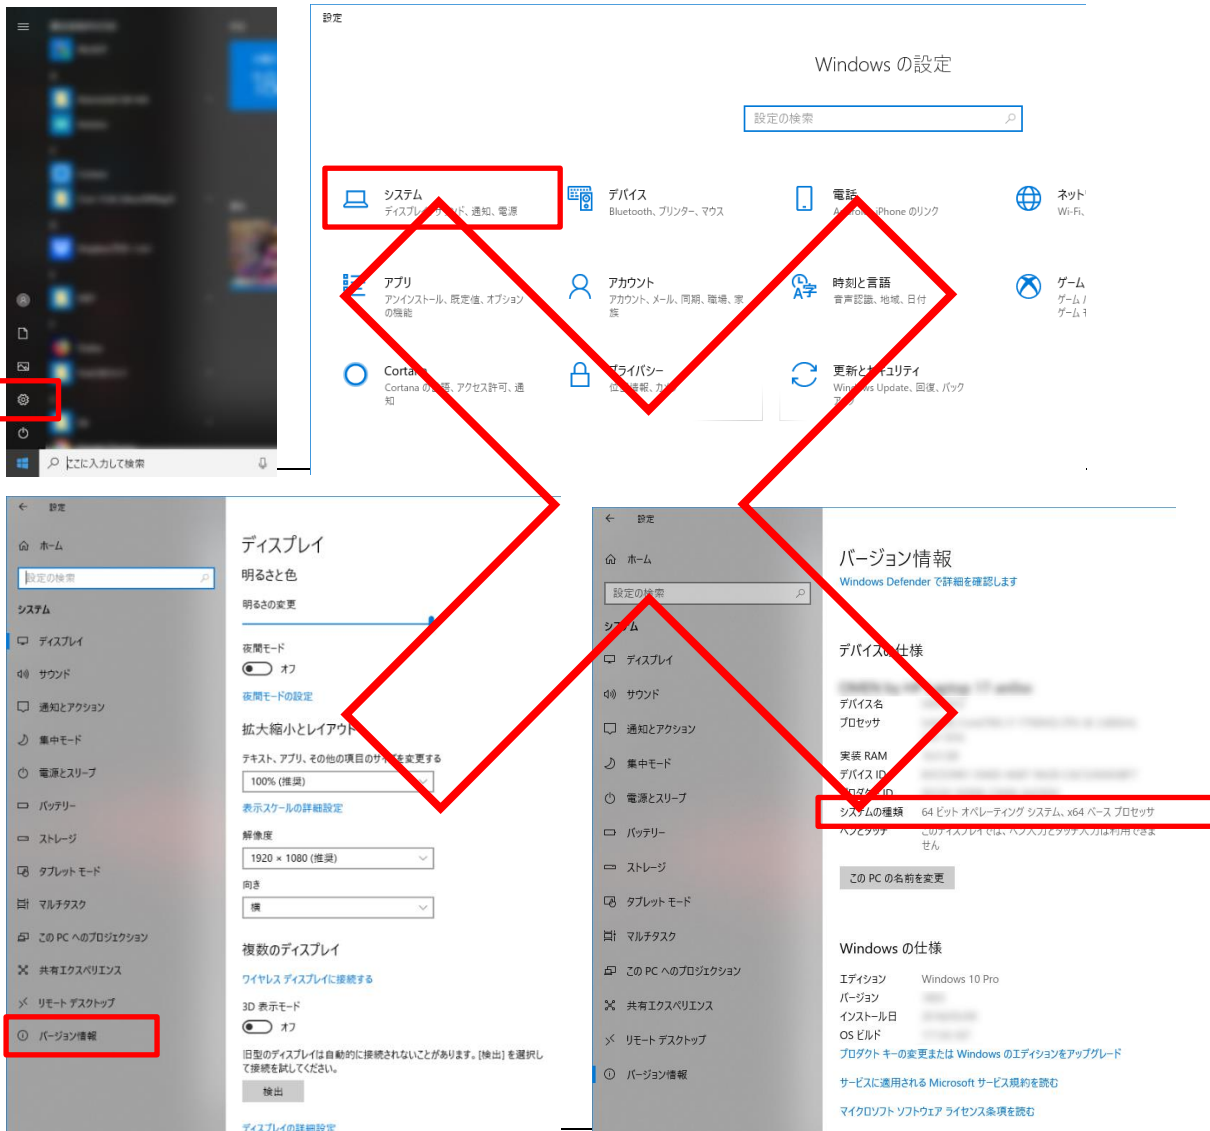 ここに入力して検索
設定
Windows の設定
設定の検索
システム
通知、電源
デバイス
Bluetooth、プリンター、マウス
電話
iPhone のリンク
ネット
Wi-Fi、
アプリ
アンインストール、既定値、オプション
の機能
アカウント
アカウント、メール、同期、職場、家
族
時刻と言語
音声認識、地域、日付
ゲーム
ゲーム
ゲーム
Cortana
Cortana の言語、アクセス許可、通
知
プライバシー
位置情報、カメ
更新とセキュリティ
Windows Update、回復、バック
アップ
設定
ホーム
設定の検索
システム
ディスプレイ
サウンド
通知とアクション
集中モード
電源とスリープ
バッテリー
ストレージ
タブレット モード
マルチタスク
この PC へのプロジェクション
共有エクスペリエンス
リモート デスクトップ
バージョン情報
ディスプレイ
明るさと色
明るさの変更
夜間モード
オフ
夜間モードの設定
拡大縮小とレイアウト
テキスト、アプリ、その他の項目のサイズを変更する
100% (推奨)
表示スケールの詳細設定
解像度
1920 × 1080 (推奨)
向き
横
複数のディスプレイ
ワイヤレス ディスプレイに接続する
3D 表示モード
オフ
旧型のディスプレイは自動的に接続されないことがあります。[検出] を選択し
て接続を試してください。
検出
ディスプレイの詳細設定
設定
ホーム
設定の検索
システム
ディスプレイ
サウンド
通知とアクション
集中モード
電源とスリープ
バッテリー
ストレージ
タブレット モード
マルチタスク
この PC へのプロジェクション
共有エクスペリエンス
リモート デスクトップ
バージョン情報
バージョン情報
Windows Defender で詳細を確認します
デバイスの仕様
デバイス名
プロセッサ
実装 RAM
デバイス ID
プロダクト ID
システムの種類 64 ビット オペレーティング システム、x64 ベース プロセッサ
ペンとタッチ このディスプレイでは、ペン入力とタッチ入力は利用できま
せん
この PC の名前を変更
Windows の仕様
エディション Windows 10 Pro
バージョン
インストール日
OS ビルド
プロダクト キーの変更または Windows のエディションをアップグレード
サービスに適用される Microsoft サービス規約を読む
マイクロソフト ソフトウェア ライセンス条項を読む